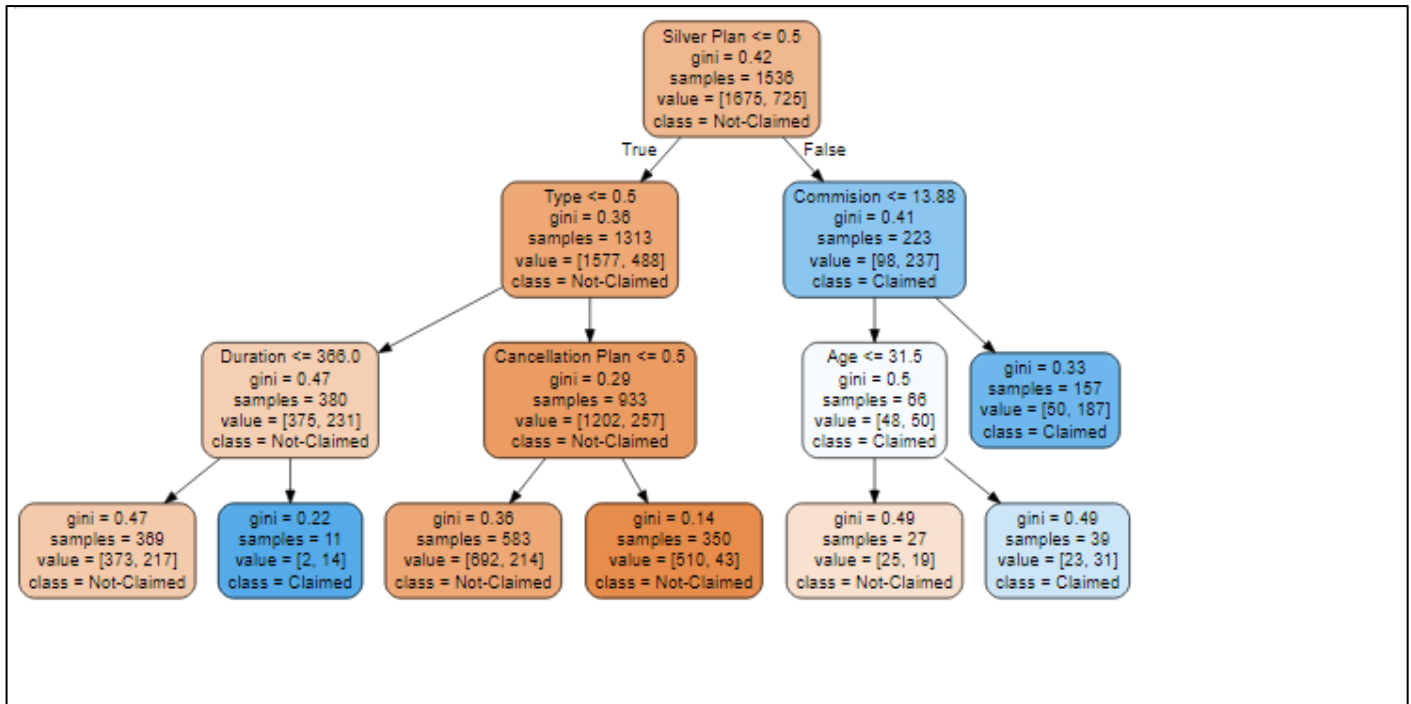 Silver Plan <= 0.5
gini = 0.42
samples = 1536
value = [1675, 725]
class = Not-Claimed
True
False
Type <= 0.5
gini = 0.36
samples = 1313
value = [1577, 488]
class = Not-Claimed
Commision <= 13.88
gini = 0.41
samples = 223
value = [98, 237]
class = Claimed
Duration <= 366.0
gini = 0.47
samples = 380
value = [375, 231]
class = Not-Claimed
Cancellation Plan <= 0.5
gini = 0.29
samples = 933
value = [1202, 257]
class = Not-Claimed
Age <= 31.5
gini = 0.5
samples = 66
value = [48, 50]
class = Claimed
gini = 0.33
samples = 157
value = [50, 187]
class = Claimed
gini = 0.47
samples = 369
value = [373, 217]
class = Not-Claimed
gini = 0.22
samples = 11
value = [2, 14]
class = Claimed
gini = 0.36
samples = 583
value = [692, 214]
class = Not-Claimed
gini = 0.14
samples = 350
value = [510, 43]
class = Not-Claimed
gini = 0.49
samples = 27
value = [25, 19]
class = Not-Claimed
gini = 0.49
samples = 39
value = [23, 31]
class = Claimed